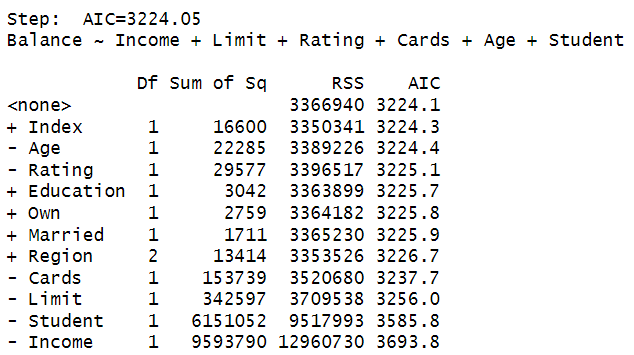 Step:  AIC=3224.05
Balance ~ Income + Limit + Rating + Cards + Age + Student

            Df Sum of Sq      RSS    AIC
<none>                    3366940 3224.1
+ Index      1     16600  3350341 3224.3
- Age        1     22285  3389226 3224.4
- Rating     1     29577  3396517 3225.1
+ Education  1      3042  3363899 3225.7
+ Own        1      2759  3364182 3225.8
+ Married    1      1711  3365230 3225.9
+ Region     2     13414  3353526 3226.7
- Cards      1    153739  3520680 3237.7
- Limit      1    342597  3709538 3256.0
- Student    1   6151052  9517993 3585.8
- Income     1   9593790 12960730 3693.8